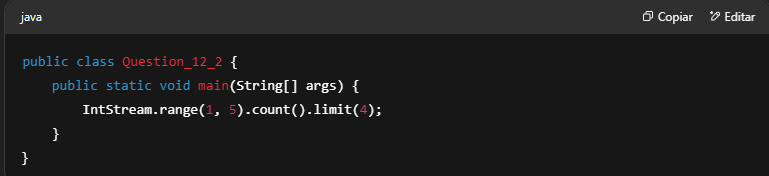 java Copiar Editar
public class Question_12_2 {
    public static void main(String[] args) {
        IntStream.range(1, 5).count().limit(4);
    }
}